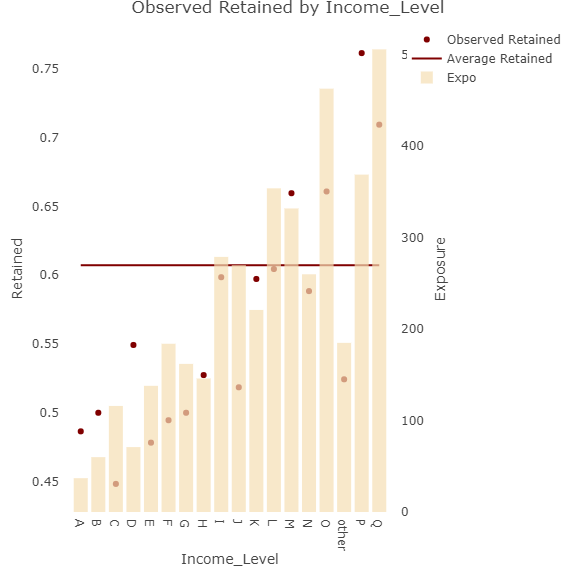 Observed Retained by Income_Level
Observed Retained
Average Retained
Expo
0.75
0.7
0.65
0.6
0.55
0.5
0.45
Retained
5
400
300
200
100
0
Exposure
A
B
C
D
E
F
G
H
I
J
K
L
M
N
O
other
P
Q
Income_Level